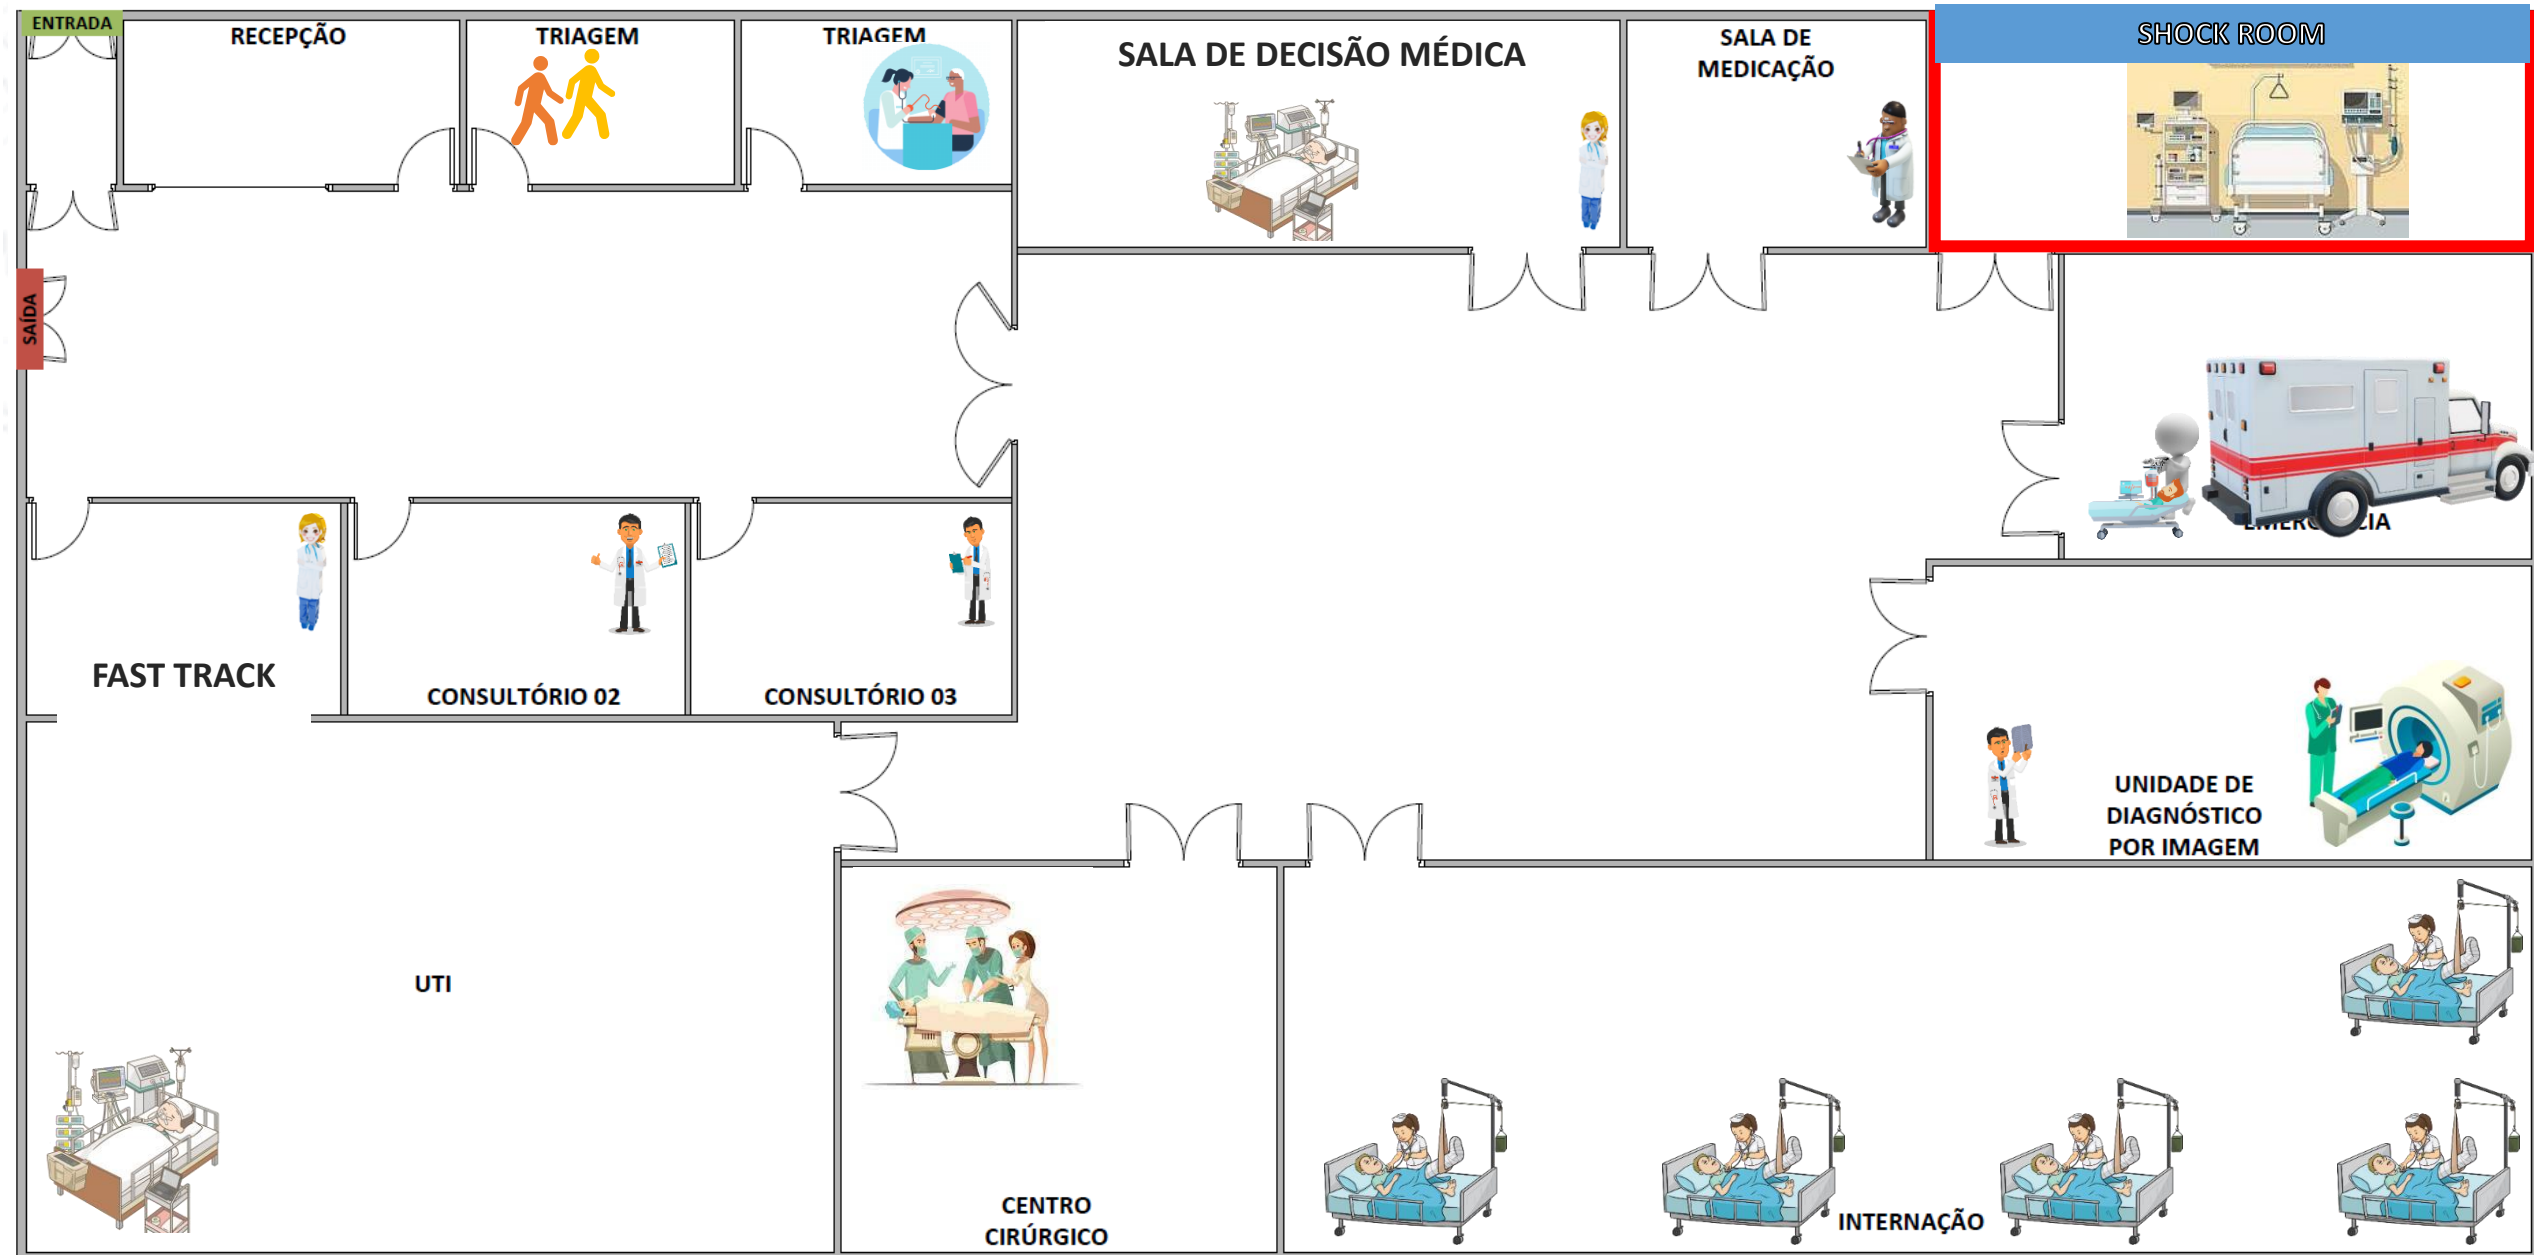 ENTRADA
RECEPÇÃO
TRIAGEM
TRIAGEM
SALA DE DECISÃO MÉDICA
SALA DE
MEDICAÇÃO
SHOCK ROOM
SAÍDA
EMERGÊNCIA
FAST TRACK
CONSULTÓRIO 02
CONSULTÓRIO 03
UNIDADE DE
DIAGNÓSTICO
POR IMAGEM
UTI
CENTRO
CIRÚRGICO
INTERNAÇÃO